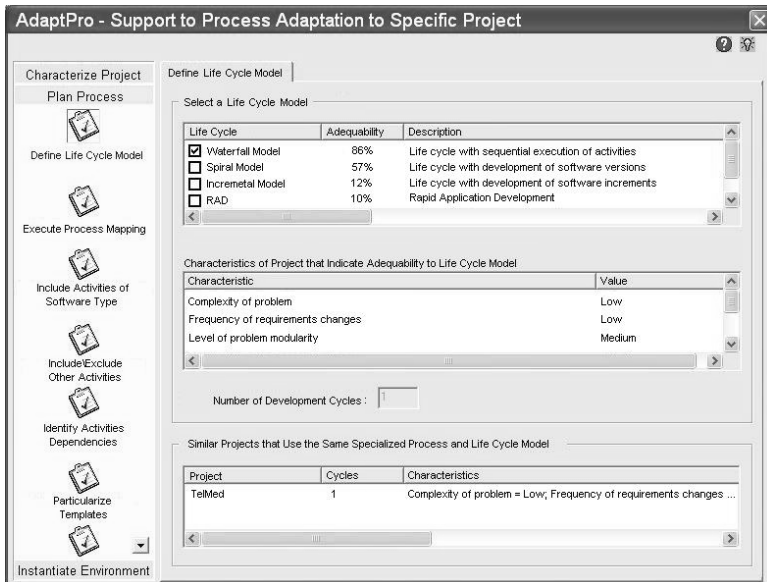 AdaptPro - Support to Process Adaptation to Specific Project
Characterize Project
Plan Process
Define Life Cycle Model
Execute Process Mapping
Include Activities of
Software Type
Include\Exclude
Other Activities
Identify Activities
Dependencies
Particularize
Templates
Instantiate Environment
Define Life Cycle Model
Select a Life Cycle Model
Life Cycle Adequability Description
Waterfall Model 86% Life cycle with sequential execution of activities
Spiral Model 57% Life cycle with development of software versions
Incremetal Model 12% Life cycle with development of software increments
RAD 10% Rapid Application Development
Characteristics of Project that Indicate Adequability to Life Cycle Model
Characteristic Value
Complexity of problem Low
Frequency of requirements changes Low
Level of problem modularity Medium
Number of Development Cycles : 1
Similar Projects that Use the Same Specialized Process and Life Cycle Model
Project Cycles Characteristics
TelMed 1 Complexity of problem = Low; Frequency of requirements changes ...